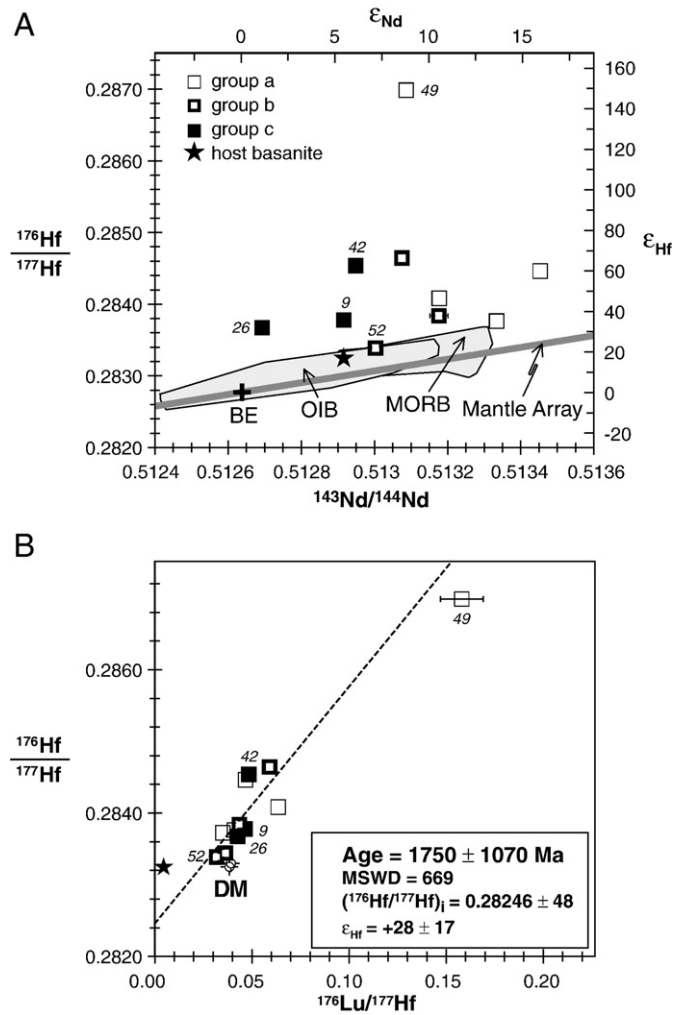 A
εNd
0 5 10 15
group a
group b
group c
host basanite
49
0.2870
0.2860
0.2850
0.2840
0.2830
0.2820
176Hf
177Hf
160
140
120
100
80
60
40
20
0
-20
εHf
42
9
26
52
BE
OIB
MORB
Mantle Array
0.5124 0.5126 0.5128 0.513 0.5132 0.5134 0.5136
143Nd/144Nd
B
49
0.2860
0.2840
0.2820
176Hf
177Hf
42
9
26
52
DM
Age = 1750 ± 1070 Ma
MSWD = 669
(176Hf/177Hf)i = 0.28246 ± 48
εHf = +28 ± 17
0.00 0.05 0.10 0.15 0.20
176Lu/177Hf